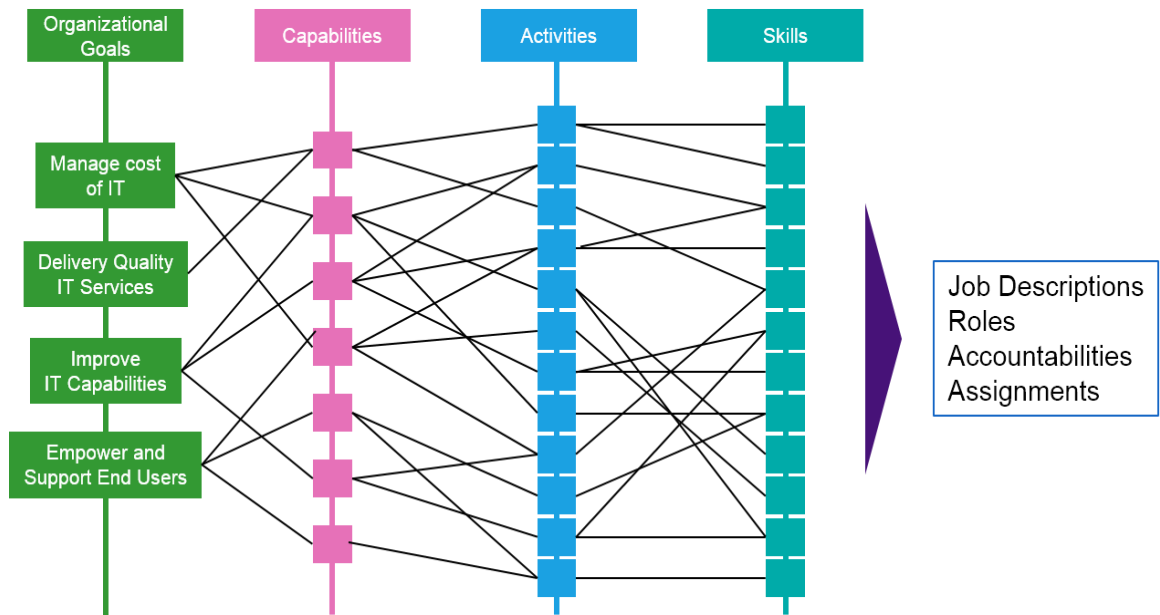 Organizational
Goals
Capabilities
Activities
Skills
Manage cost
of IT
Delivery Quality
IT Services
Improve
IT Capabilities
Empower and
Support End Users
Job Descriptions
Roles
Accountabilities
Assignments